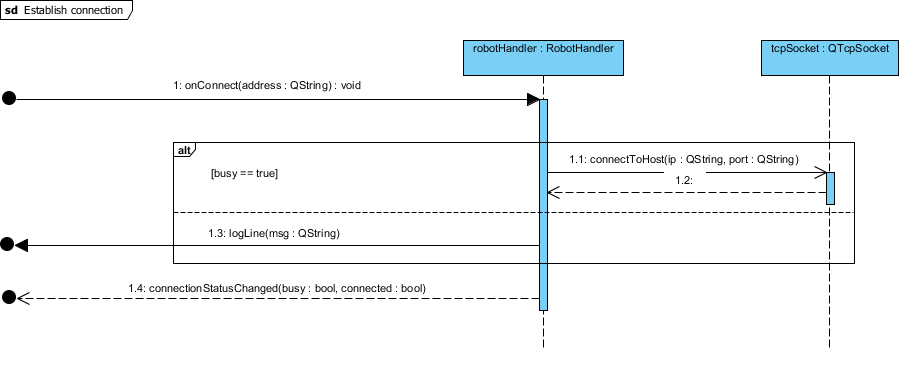 sd Establish connection
robotHandler : RobotHandler
tcpSocket : QTcpSocket
1: onConnect(address : QString) : void
alt
1.1: connectToHost(ip : QString, port : QString)
[busy == true]
1.2:
1.3: logLine(msg : QString)
1.4: connectionStatusChanged(busy : bool, connected : bool)